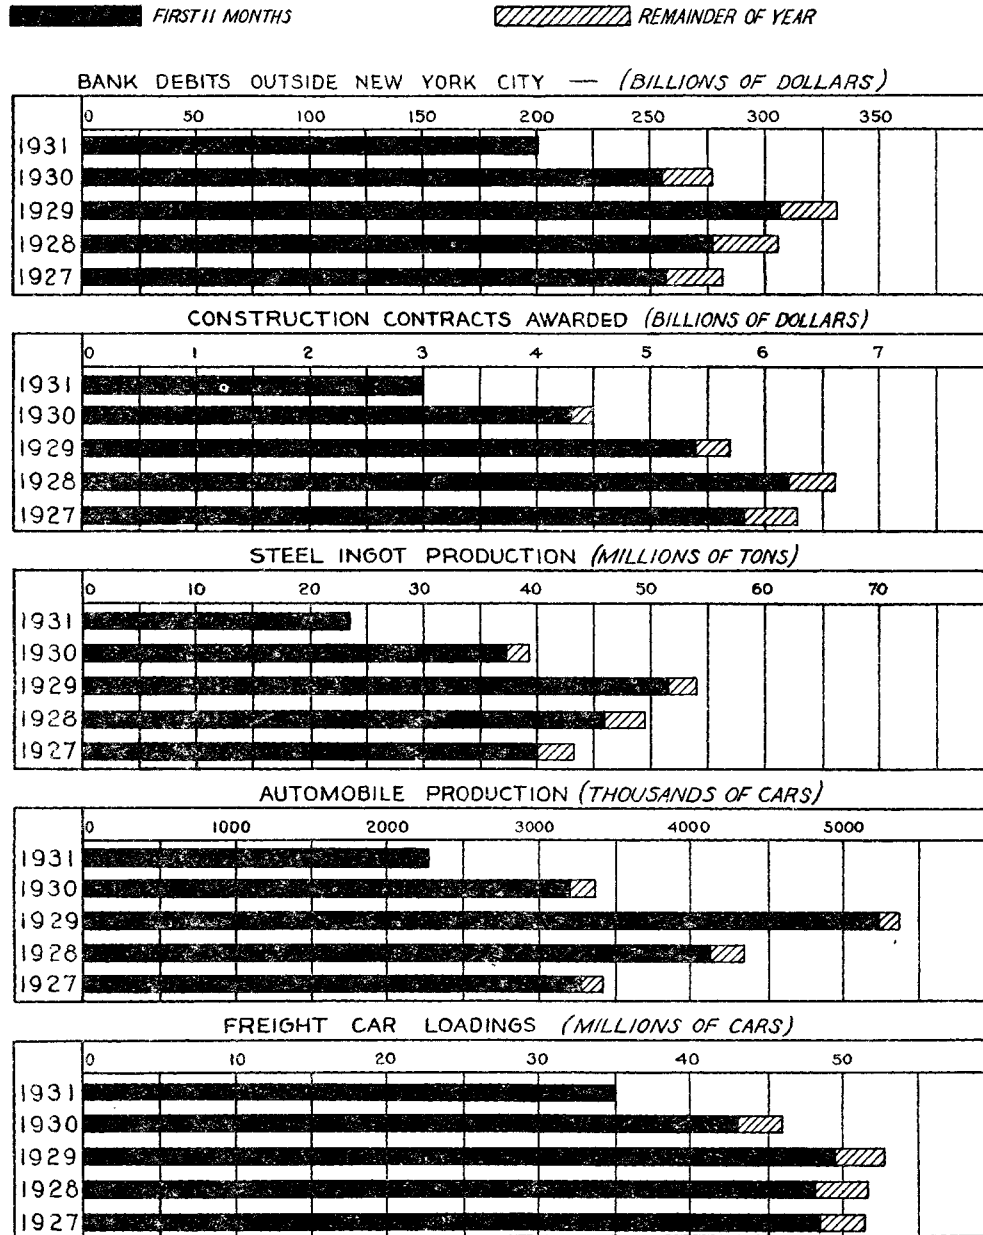 FIRST 11 MONTHS REMAINDER OF YEAR
BANK DEBITS OUTSIDE NEW YORK CITY — (BILLIONS OF DOLLARS)
0 50 100 150 200 250 300 350
1931
1930
1929
1928
1927
CONSTRUCTION CONTRACTS AWARDED (BILLIONS OF DOLLARS)
0 1 2 3 4 5 6 7
1931
1930
1929
1928
1927
STEEL INGOT PRODUCTION (MILLIONS OF TONS)
0 10 20 30 40 50 60 70
1931
1930
1929
1928
1927
AUTOMOBILE PRODUCTION (THOUSANDS OF CARS)
0 1000 2000 3000 4000 5000
1931
1930
1929
1928
1927
FREIGHT CAR LOADINGS (MILLIONS OF CARS)
0 10 20 30 40 50
1931
1930
1929
1928
1927